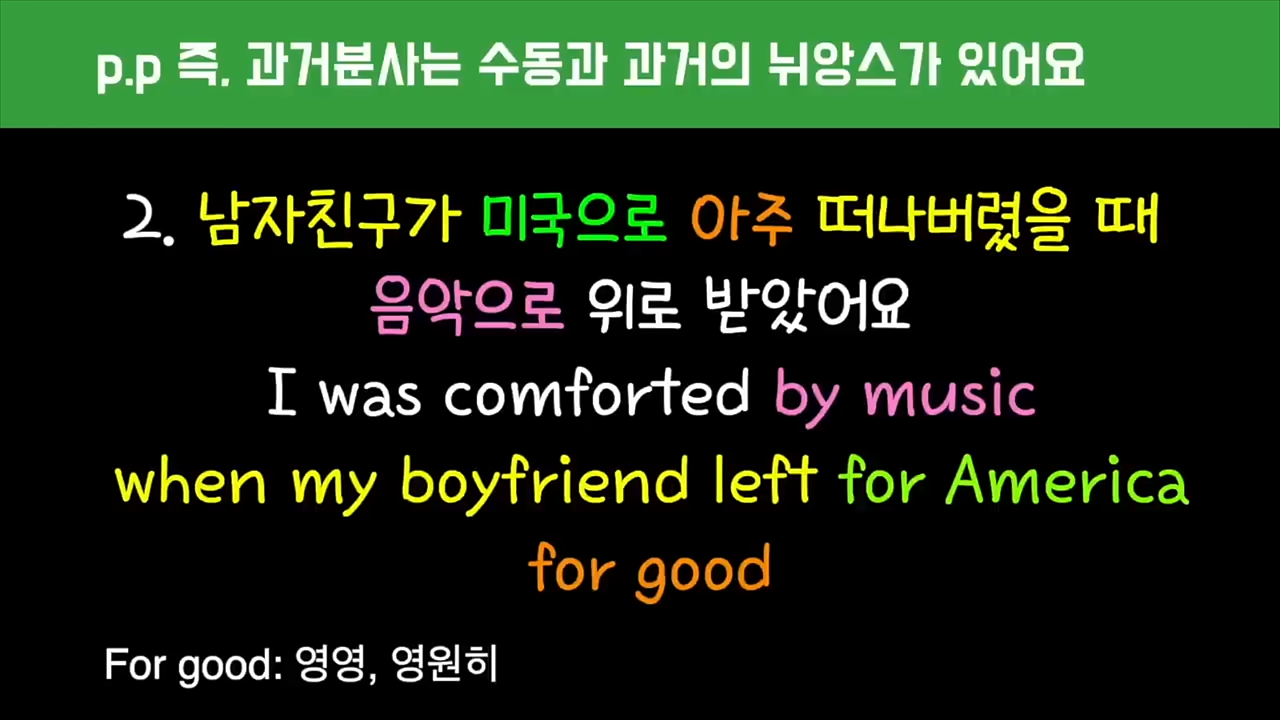 p.p 즉, 과거분사는 수동과 과거의 뉘앙스가 있어요
2. 남자친구가 미국으로 아주 떠나버렸을 때
음악으로 위로 받았어요
I was comforted by music
when my boyfriend left for America
for good
For good: 영영, 영원히